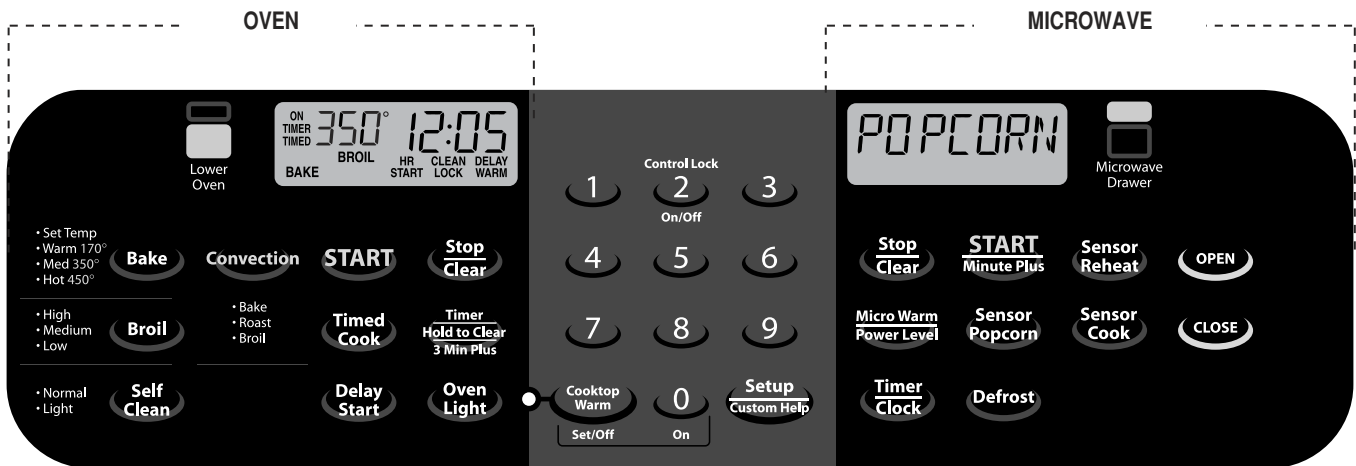 OVEN
MICROWAVE
Lower
Oven
ON
TIMER
TIMED
350° 12:05
BROIL
BAKE
HR CLEAN DELAY
START LOCK WARM
• Set Temp
• Warm 170°
• Med 350°
• Hot 450°
Bake
Convection
START
Stop
Clear
• High
• Medium
• Low
Broil
• Bake
• Roast
• Broil
Timed
Cook
Timer
Hold to Clear
3 Min Plus
• Normal
• Light
Self
Clean
Delay
Start
Oven
Light
Control Lock
1 2 3
On/Off
4 5 6
7 8 9
Cooktop
Warm
0
Setup
Custom Help
Set/Off On
POPCORN
Microwave
Drawer
Stop
Clear
START
Minute Plus
Sensor
Reheat
OPEN
Micro Warm
Power Level
Sensor
Popcorn
Sensor
Cook
CLOSE
Timer
Clock
Defrost